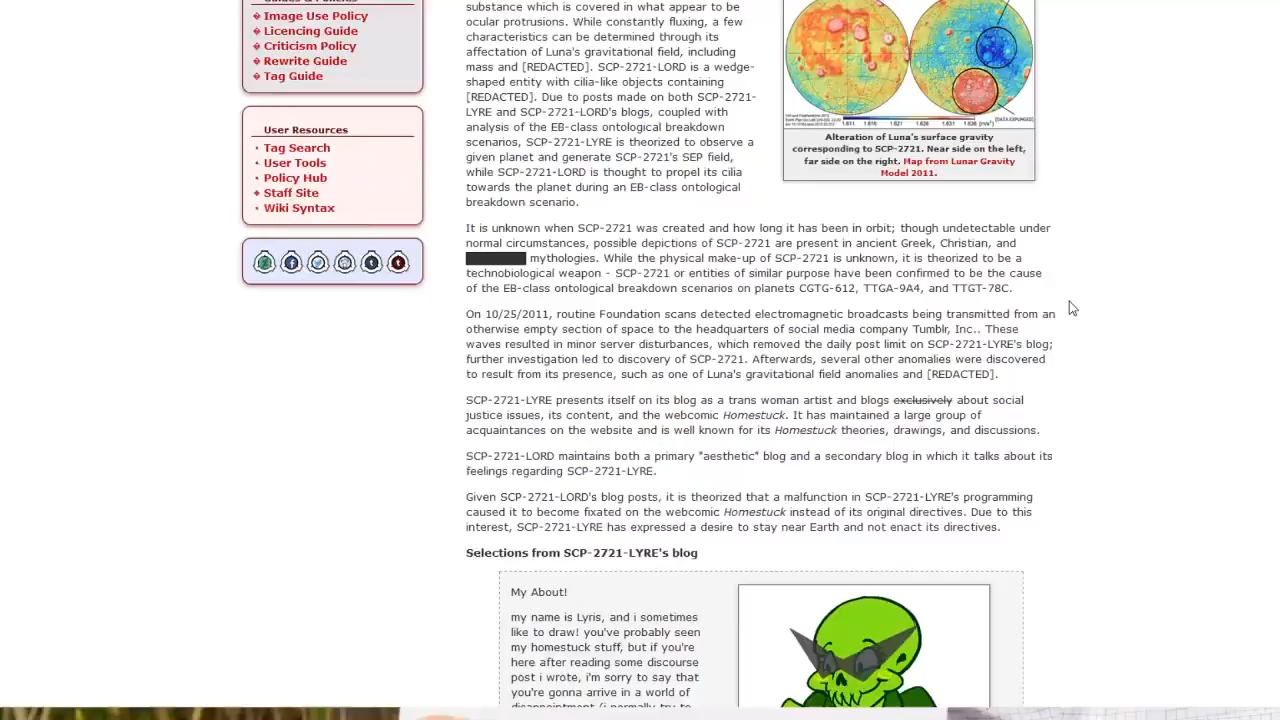 Guides & Policies
Image Use Policy
Licencing Guide
Criticism Policy
Rewrite Guide
Tag Guide
User Resources
Tag Search
User Tools
Policy Hub
Staff Site
Wiki Syntax
substance which is covered in what appear to be
ocular protrusions. While constantly fluxing, a few
characteristics can be determined through its
affectation of Luna's gravitational field, including
mass and [REDACTED]. SCP-2721-LORD is a wedge-
shaped entity with cilia-like objects containing
[REDACTED]. Due to posts made on both SCP-2721-
LYRE and SCP-2721-LORD's blogs, coupled with
analysis of the EB-class ontological breakdown
scenarios, SCP-2721-LYRE is theorized to observe a
given planet and generate SCP-2721's SEP field,
while SCP-2721-LORD is thought to propel its cilia
towards the planet during an EB-class ontological
breakdown scenario.
[DATA EXPUNGED]
Alteration of Luna's surface gravity
corresponding to SCP-2721. Near side on the left,
far side on the right. Map from Lunar Gravity
Model 2011.
It is unknown when SCP-2721 was created and how long it has been in orbit; though undetectable under
normal circumstances, possible depictions of SCP-2721 are present in ancient Greek, Christian, and
mythologies. While the physical make-up of SCP-2721 is unknown, it is theorized to be a
technobiological weapon - SCP-2721 or entities of similar purpose have been confirmed to be the cause
of the EB-class ontological breakdown scenarios on planets CGTG-612, TTGA-9A4, and TTGT-78C.
On 10/25/2011, routine Foundation scans detected electromagnetic broadcasts being transmitted from an
otherwise empty section of space to the headquarters of social media company Tumblr, Inc.. These
waves resulted in minor server disturbances, which removed the daily post limit on SCP-2721-LYRE's blog;
further investigation led to discovery of SCP-2721. Afterwards, several other anomalies were discovered
to result from its presence, such as one of Luna's gravitational field anomalies and [REDACTED].
SCP-2721-LYRE presents itself on its blog as a trans woman artist and blogs exclusively about social
justice issues, its content, and the webcomic Homestuck. It has maintained a large group of
acquaintances on the website and is well known for its Homestuck theories, drawings, and discussions.
SCP-2721-LORD maintains both a primary *aesthetic* blog and a secondary blog in which it talks about its
feelings regarding SCP-2721-LYRE.
Given SCP-2721-LORD's blog posts, it is theorized that a malfunction in SCP-2721-LYRE's programming
caused it to become fixated on the webcomic Homestuck instead of its original directives. Due to this
interest, SCP-2721-LYRE has expressed a desire to stay near Earth and not enact its directives.
Selections from SCP-2721-LYRE's blog
My About!
my name is Lyris, and i sometimes
like to draw! you've probably seen
my homestuck stuff, but if you're
here after reading some discourse
post i wrote, i'm sorry to say that
you're gonna arrive in a world of
disappointment (i normally try to